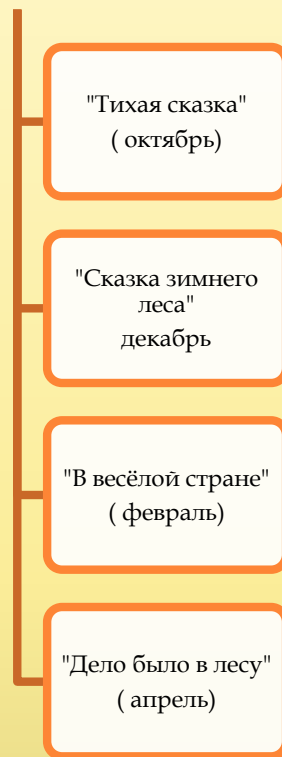 "Тихая сказка"
( октябрь)
"Сказка зимнего
леса"
декабрь
"В весёлой стране"
( февраль)
"Дело было в лесу"
( апрель)